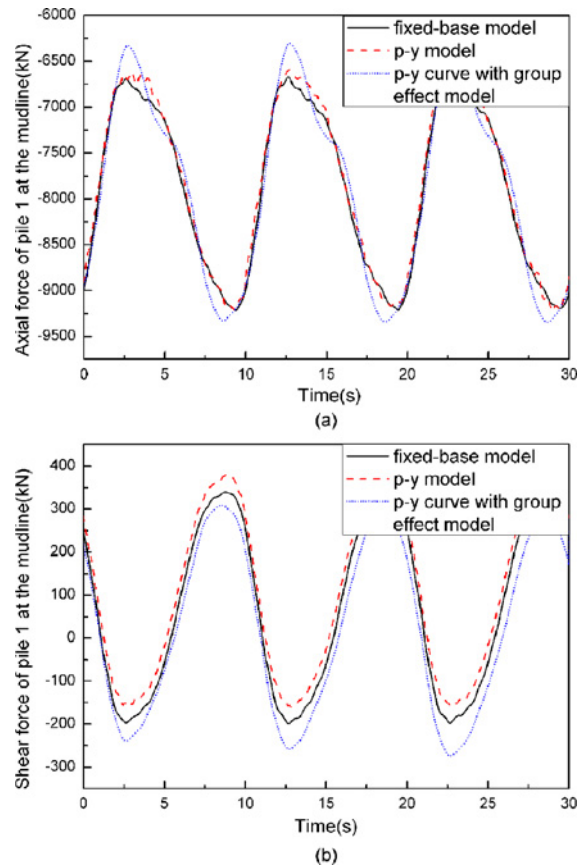 -6000
-6500
-7000
-7500
-8000
-8500
-9000
-9500
Axial force of pile 1 at the mudline(kN)
fixed-base model
p-y model
p-y curve with group
effect model
0 5 10 15 20 25 30
Time(s)
(a)
400
300
200
100
0
-100
-200
-300
Shear force of pile 1 at the mudline(kN)
fixed-base model
p-y model
p-y curve with group
effect model
0 5 10 15 20 25 30
Time(s)
(b)